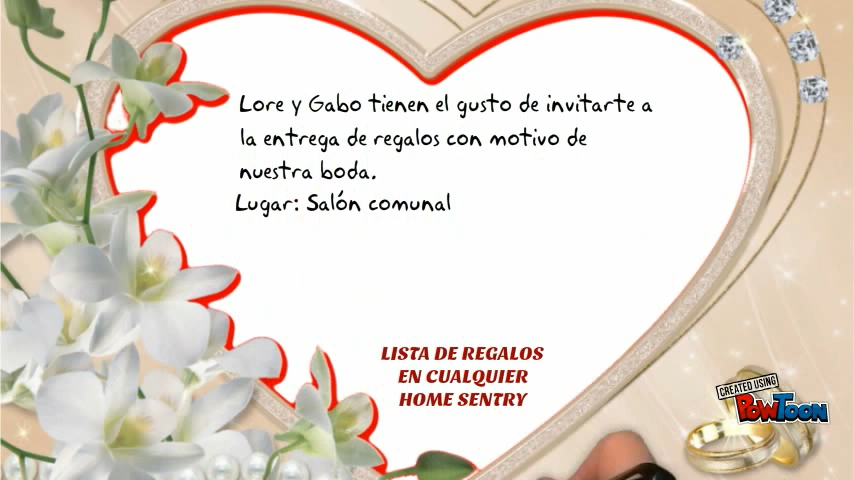 Lore y Gabo tienen el gusto de invitarte a
la entrega de regalos con motivo de
nuestra boda.
Lugar: Salón comunal
LISTA DE REGALOS
EN CUALQUIER
HOME SENTRY
CREATED USING
POWTOON